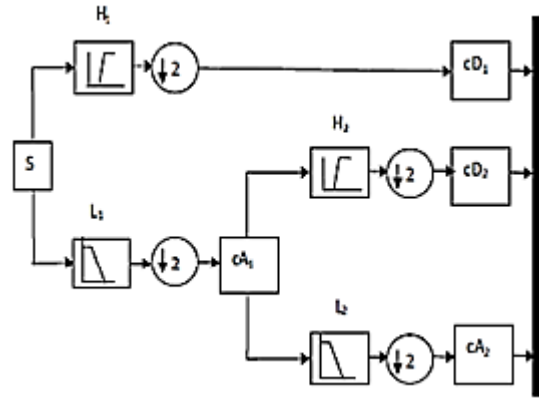 H₁
↓2
cD₁
H₂
S
↓2
cD₂
L₁
↓2
cA₁
L₂
↓2
cA₂